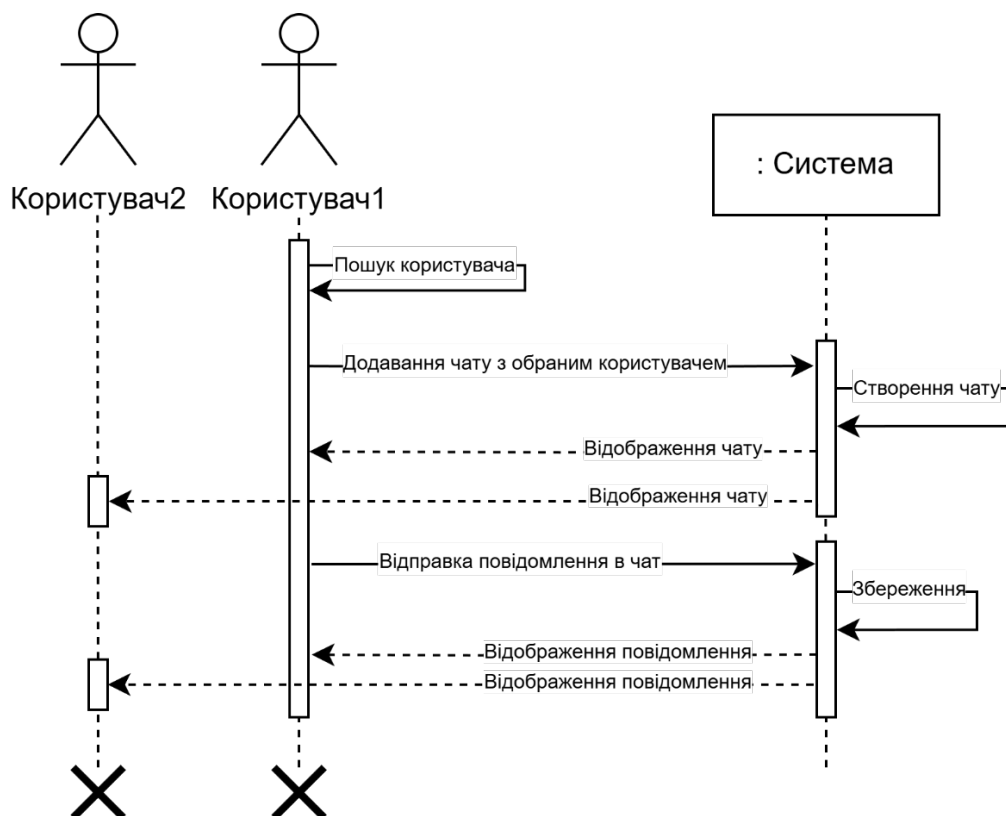 Користувач2
Користувач1
: Система
Пошук користувача
Додавання чату з обраним користувачем
Створення чату
Відображення чату
Відображення чату
Відправка повідомлення в чат
Збереження
Відображення повідомлення
Відображення повідомлення